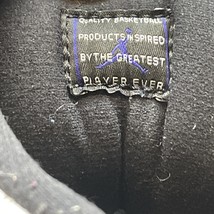 QUALITY BASKETBALL
PRODUCTS INSPIRED
BY THE GREATEST
PLAYER EVER.